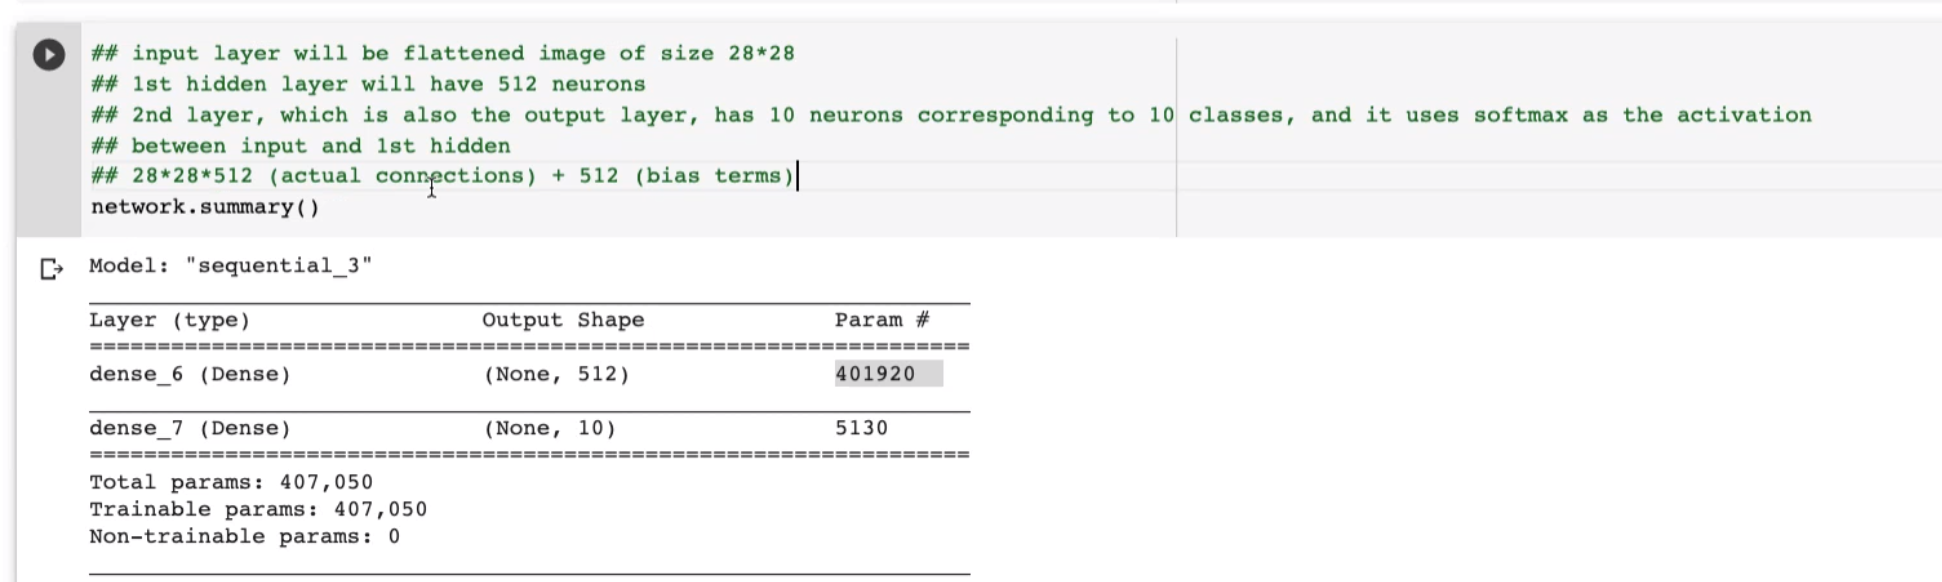 ## input layer will be flattened image of size 28*28
## 1st hidden layer will have 512 neurons
## 2nd layer, which is also the output layer, has 10 neurons corresponding to 10 classes, and it uses softmax as the activation
## between input and 1st hidden
## 28*28*512 (actual connections) + 512 (bias terms)
network.summary()
Model: "sequential_3"
Layer (type) Output Shape Param #
=================================================================
dense_6 (Dense) (None, 512) 401920
dense_7 (Dense) (None, 10) 5130
=================================================================
Total params: 407,050
Trainable params: 407,050
Non-trainable params: 0